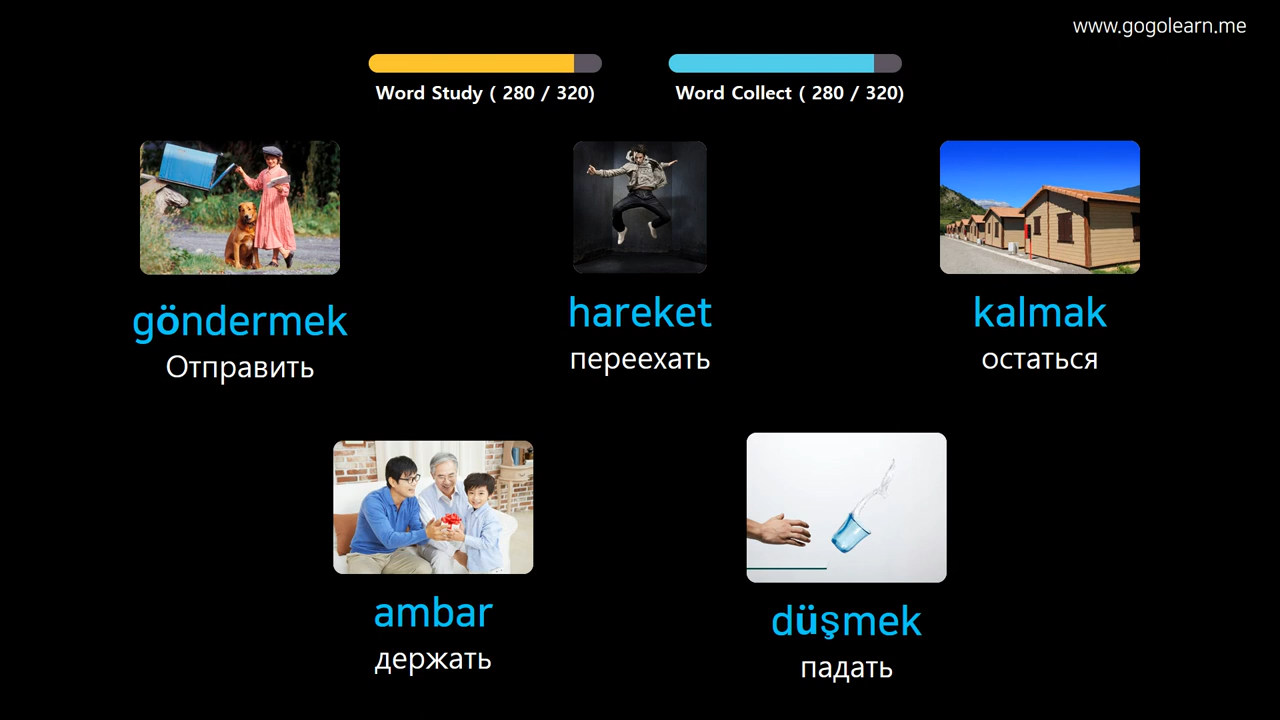 www.gogolearn.me
Word Study ( 280 / 320)
Word Collect ( 280 / 320)
göndermek
Отправить
hareket
переехать
kalmak
остаться
ambar
держать
düşmek
падать